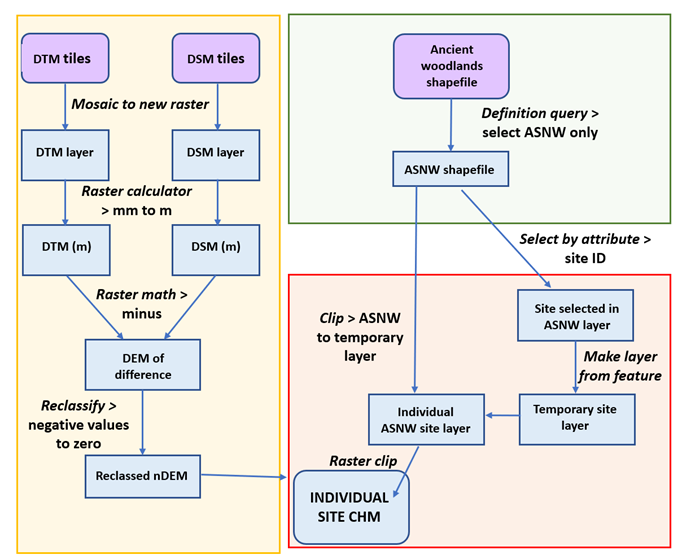 DTM tiles
DSM tiles
Mosaic to new raster
DTM layer
DSM layer
Raster calculator
> mm to m
DTM (m)
DSM (m)
Raster math >
minus
DEM of
difference
Reclassify >
negative values
to zero
Reclassed nDEM
Ancient
woodlands
shapefile
Definition query >
select ASNW only
ASNW shapefile
Select by attribute >
site ID
Clip > ASNW
to temporary
layer
Site selected in
ASNW layer
Make layer
from feature
Individual
ASNW site layer
Temporary site
layer
Raster clip
INDIVIDUAL
SITE CHM